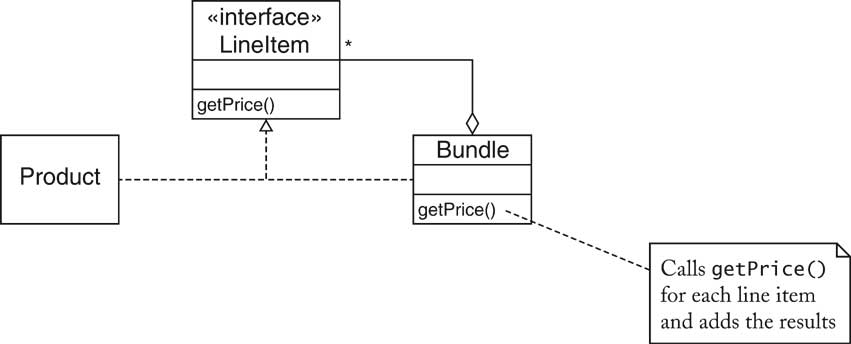 «interface»
LineItem
*
getPrice()
Product
Bundle
getPrice()
Calls getPrice()
for each line item
and adds the results